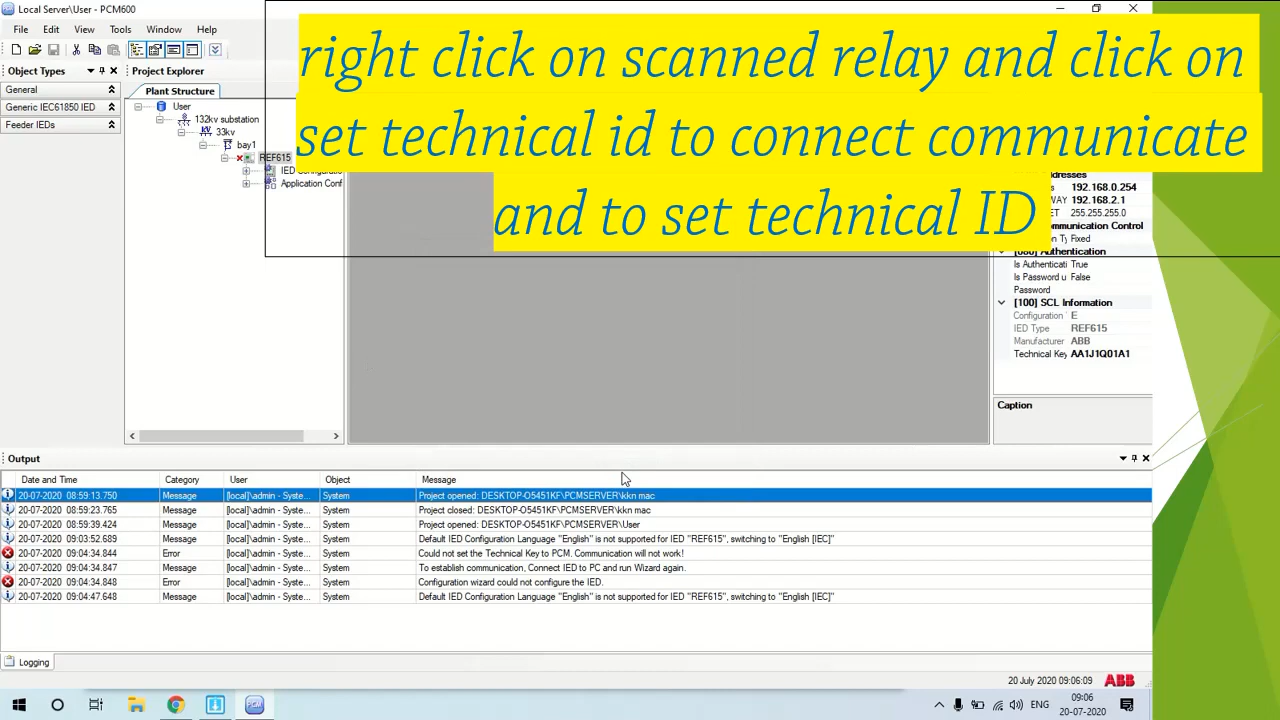 Local Server\User - PCM600
File Edit View Tools Window Help
right click on scanned relay and click on
set technical id to connect communicate
and to set technical ID
Object Types
General
Generic IEC61850 IED
Feeder IEDs
Project Explorer
Plant Structure
User
132kv substation
33kv
bay1
REF615
IED
Application Conf
192.168.0.254
192.168.2.1
255.255.255.0
Fixed
[080] Authentication
Is Authenticati True
Is Password u False
Password
[100] SCL Information
Configuration E
IED Type REF615
Manufacturer ABB
Technical Key AA1J1Q01A1
Caption
Output
Date and Time Category User Object Message
20-07-2020 08:59:13.750 Message [local]\admin - Syste... System Project opened: DESKTOP-O5451KF\PCMSERVER\kkn mac
20-07-2020 08:59:23.765 Message [local]\admin - Syste... System Project closed: DESKTOP-O5451KF\PCMSERVER\kkn mac
20-07-2020 08:59:39.424 Message [local]\admin - Syste... System Project opened: DESKTOP-O5451KF\PCMSERVER\User
20-07-2020 09:03:52.689 Message [local]\admin - Syste... System Default IED Configuration Language "English" is not supported for IED "REF615", switching to "English [IEC]"
20-07-2020 09:04:34.844 Error [local]\admin - Syste... System Could not set the Technical Key to PCM. Communication will not work!
20-07-2020 09:04:34.846 Message [local]\admin - Syste... System To establish communication, Connect IED to PC and run Wizard again.
20-07-2020 09:04:34.848 Error [local]\admin - Syste... System Configuration wizard could not configure the IED.
20-07-2020 09:04:47.648 Message [local]\admin - Syste... System Default IED Configuration Language "English" is not supported for IED "REF615", switching to "English [IEC]"
Logging
20 July 2020 09:06:09 ABB
PCM
ENG
09:06
20-07-2020